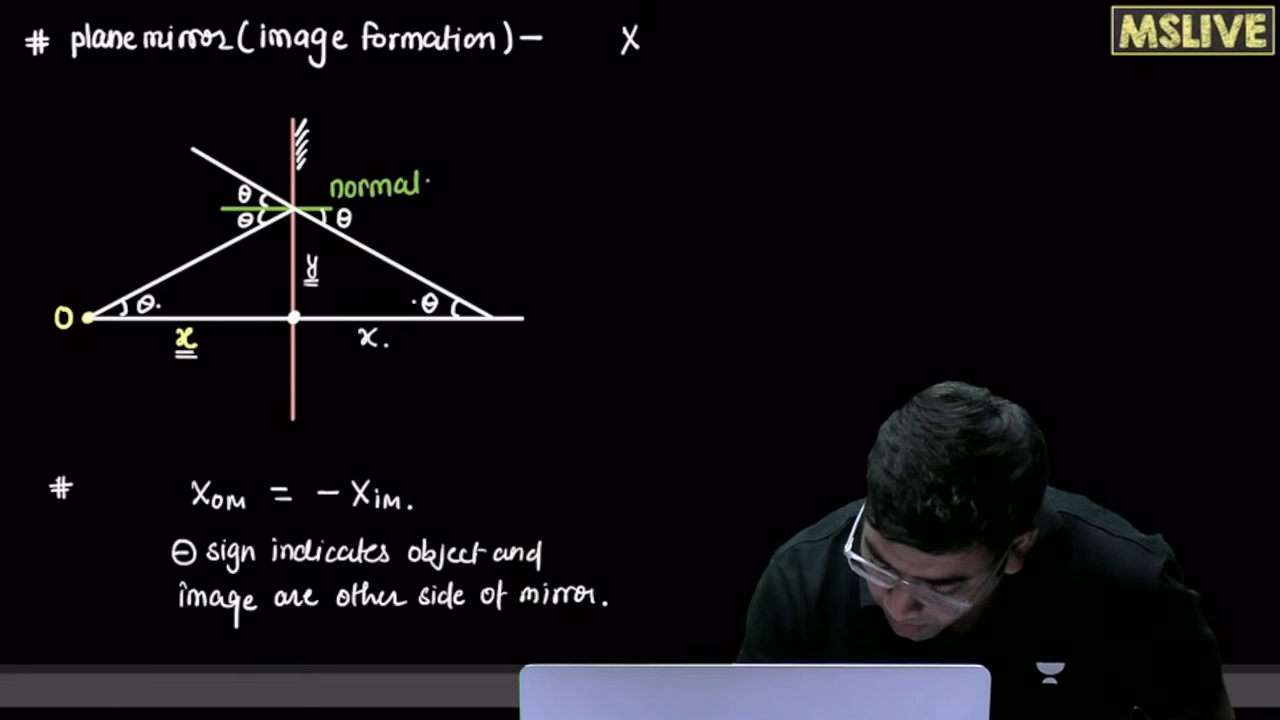 # plane mirror (image formation) - X
MSLIVE
normal.
θ
θ
θ
y
O
θ.
.θ
x
x.
# Xom = - Xim.
⊖ sign indicates object and
image are other side of mirror.